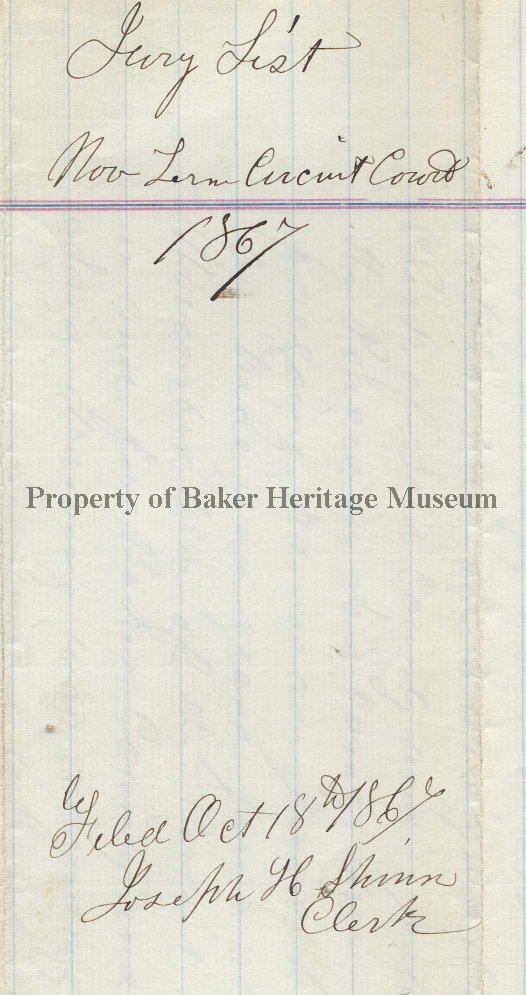 Jury List
Nov Term Circuit Court
1867
Property of Baker Heritage Museum
Filed Oct 18th 1867
Joseph H Shinn
Clerk